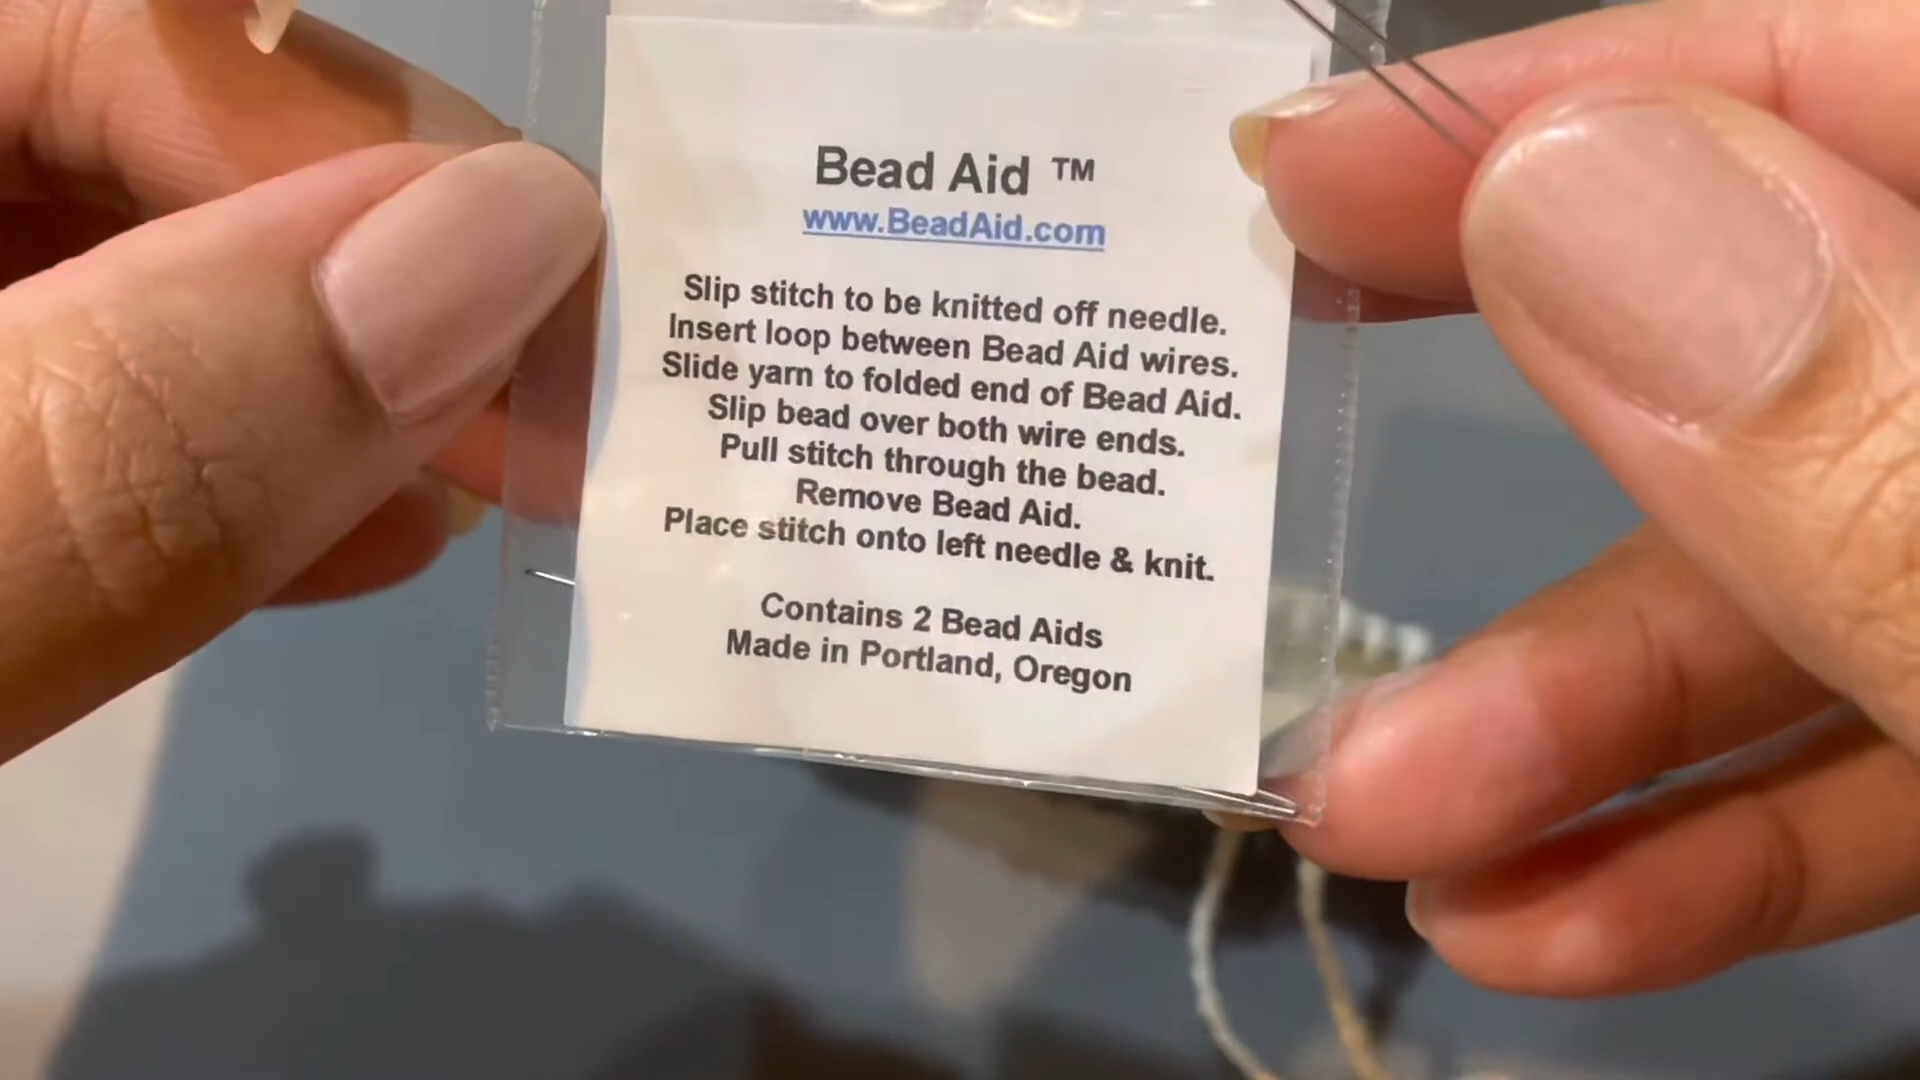 Bead Aid ™
www.BeadAid.com
Slip stitch to be knitted off needle.
Insert loop between Bead Aid wires.
Slide yarn to folded end of Bead Aid.
Slip bead over both wire ends.
Pull stitch through the bead.
Remove Bead Aid.
Place stitch onto left needle & knit.
Contains 2 Bead Aids
Made in Portland, Oregon